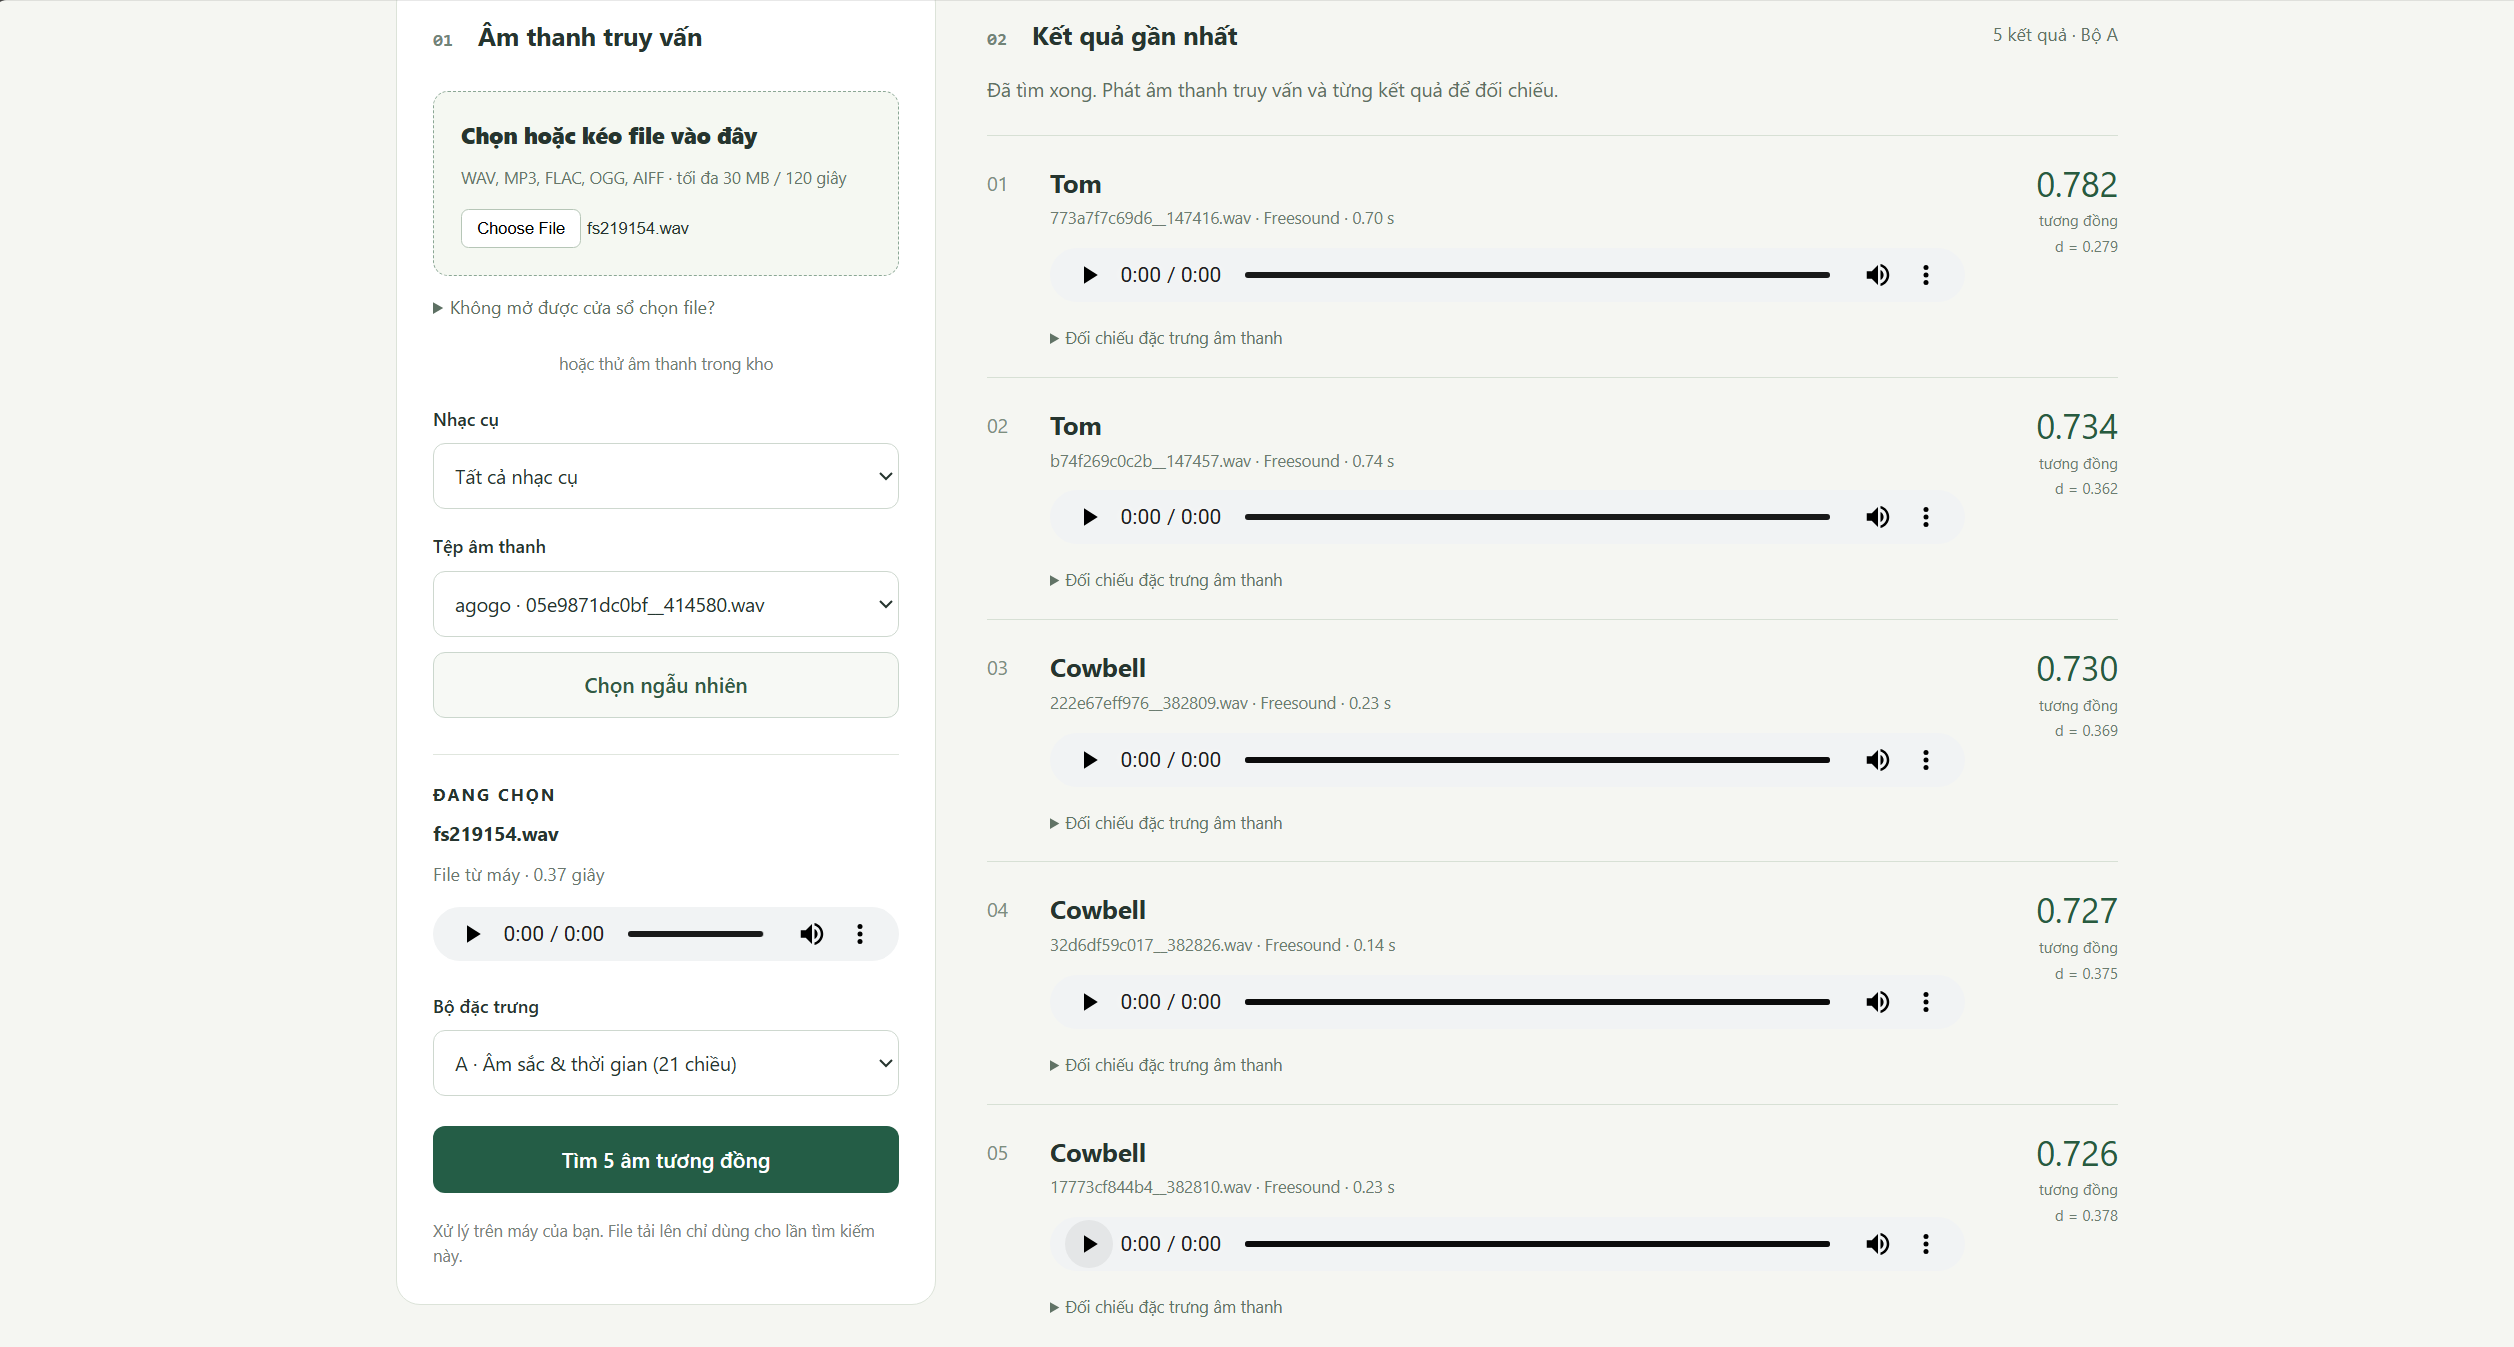 01 Âm thanh truy vấn
Chọn hoặc kéo file vào đây
WAV, MP3, FLAC, OGG, AIFF · tối đa 30 MB / 120 giây
Choose File fs219154.wav
Không mở được cửa sổ chọn file?
hoặc thử âm thanh trong kho
Nhạc cụ
Tất cả nhạc cụ
Tệp âm thanh
agogo · 05e9871dc0bf__414580.wav
Chọn ngẫu nhiên
ĐANG CHỌN
fs219154.wav
File từ máy · 0.37 giây
0:00 / 0:00
Bộ đặc trưng
A · Âm sắc & thời gian (21 chiều)
Tìm 5 âm tương đồng
Xử lý trên máy của bạn. File tải lên chỉ dùng cho lần tìm kiếm
này.
02 Kết quả gần nhất
5 kết quả · Bộ A
Đã tìm xong. Phát âm thanh truy vấn và từng kết quả để đối chiếu.
01 Tom
773a7f7c69d6__147416.wav · Freesound · 0.70 s
0:00 / 0:00
Đối chiếu đặc trưng âm thanh
0.782
tương đồng
d = 0.279
02 Tom
b74f269c0c2b__147457.wav · Freesound · 0.74 s
0:00 / 0:00
Đối chiếu đặc trưng âm thanh
0.734
tương đồng
d = 0.362
03 Cowbell
222e67eff976__382809.wav · Freesound · 0.23 s
0:00 / 0:00
Đối chiếu đặc trưng âm thanh
0.730
tương đồng
d = 0.369
04 Cowbell
32d6df59c017__382826.wav · Freesound · 0.14 s
0:00 / 0:00
Đối chiếu đặc trưng âm thanh
0.727
tương đồng
d = 0.375
05 Cowbell
17773cf844b4__382810.wav · Freesound · 0.23 s
0:00 / 0:00
Đối chiếu đặc trưng âm thanh
0.726
tương đồng
d = 0.378